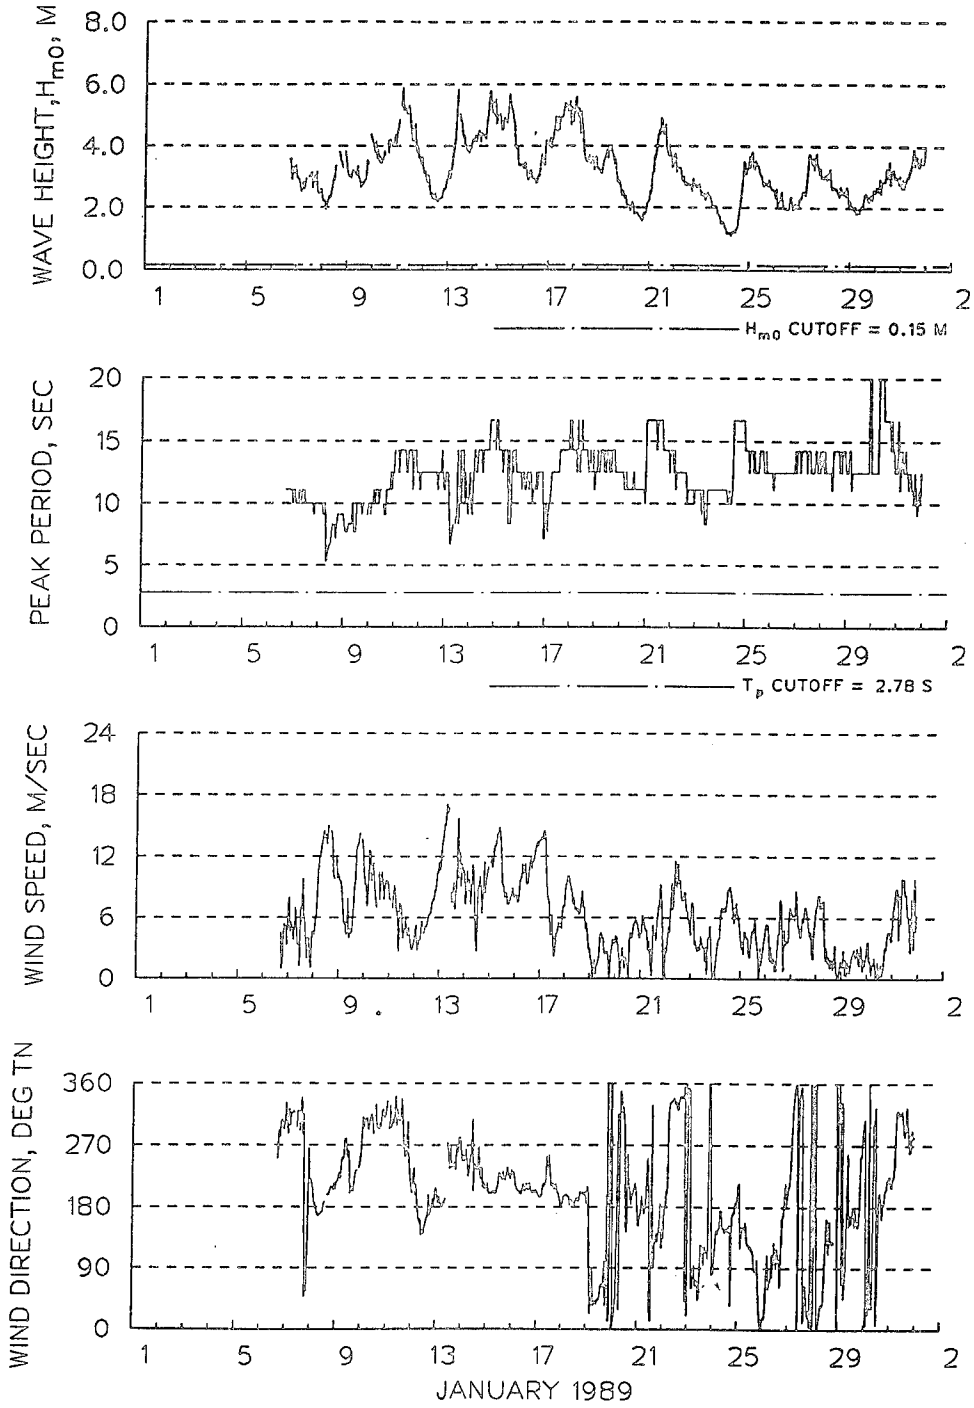 WAVE HEIGHT, Hm0, M
8.0
6.0
4.0
2.0
0.0
1 5 9 13 17 21 25 29 2
Hm0 CUTOFF = 0.15 M
PEAK PERIOD, SEC
20
15
10
5
0
1 5 9 13 17 21 25 29 2
Tp CUTOFF = 2.78 S
WIND SPEED, M/SEC
24
18
12
6
0
1 5 9 13 17 21 25 29 2
WIND DIRECTION, DEG TN
360
270
180
90
0
1 5 9 13 17 21 25 29 2
JANUARY 1989